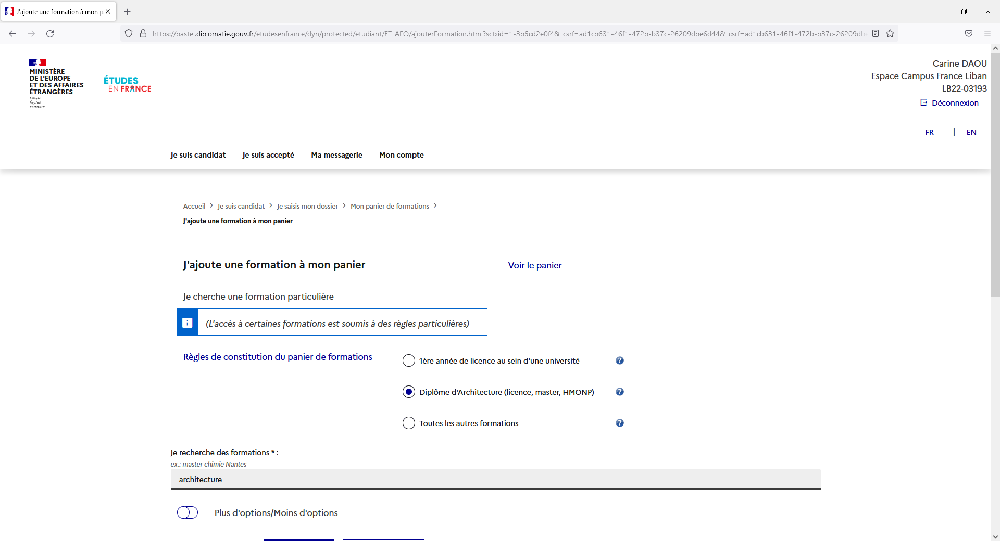 J'ajoute une formation à mon p
https://pastel.diplomatie.gouv.fr/etudesenfrance/dyn/protected/etudiant/ET_AFO/ajouterFormation.html?sctxid=1-3b5cd2e0f4&_csrf=ad1cb631-46f1-472b-b37c-26209dbe6d44&_csrf=ad1cb631-46f1-472b-b37c-26209dbe
MINISTÈRE
DE L'EUROPE
ET DES AFFAIRES
ÉTRANGÈRES
Liberté
Égalité
Fraternité
ÉTUDES
EN FRANCE
Carine DAOU
Espace Campus France Liban
LB22-03193
Déconnexion
FR | EN
Je suis candidat Je suis accepté Ma messagerie Mon compte
Accueil > Je suis candidat > Je saisis mon dossier > Mon panier de formations >
J'ajoute une formation à mon panier
J'ajoute une formation à mon panier Voir le panier
Je cherche une formation particulière
i (L'accès à certaines formations est soumis à des règles particulières)
Règles de constitution du panier de formations
1ère année de licence au sein d'une université ?
Diplôme d'Architecture (licence, master, HMONP) ?
Toutes les autres formations ?
Je recherche des formations * :
ex.: master chimie Nantes
architecture
Plus d'options/Moins d'options